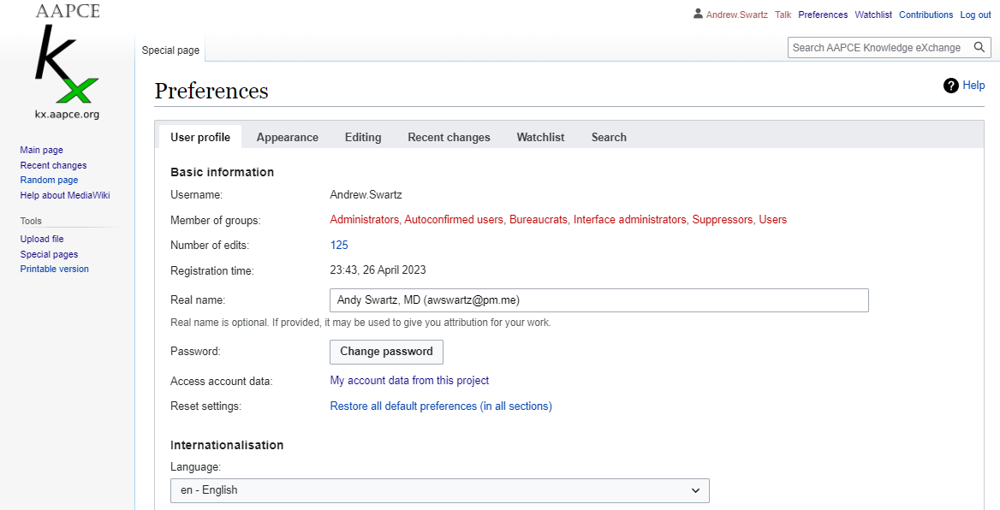 AAPCE
kx
kx.aapce.org
Main page
Recent changes
Random page
Help about MediaWiki
Tools
Upload file
Special pages
Printable version
Andrew.Swartz Talk Preferences Watchlist Contributions Log out
Special page
Search AAPCE Knowledge eXchange
Preferences
? Help
User profile Appearance Editing Recent changes Watchlist Search
Basic information
Username: Andrew.Swartz
Member of groups: Administrators, Autoconfirmed users, Bureaucrats, Interface administrators, Suppressors, Users
Number of edits: 125
Registration time: 23:43, 26 April 2023
Real name: Andy Swartz, MD (awswartz@pm.me)
Real name is optional. If provided, it may be used to give you attribution for your work.
Password: Change password
Access account data: My account data from this project
Reset settings: Restore all default preferences (in all sections)
Internationalisation
Language:
en - English